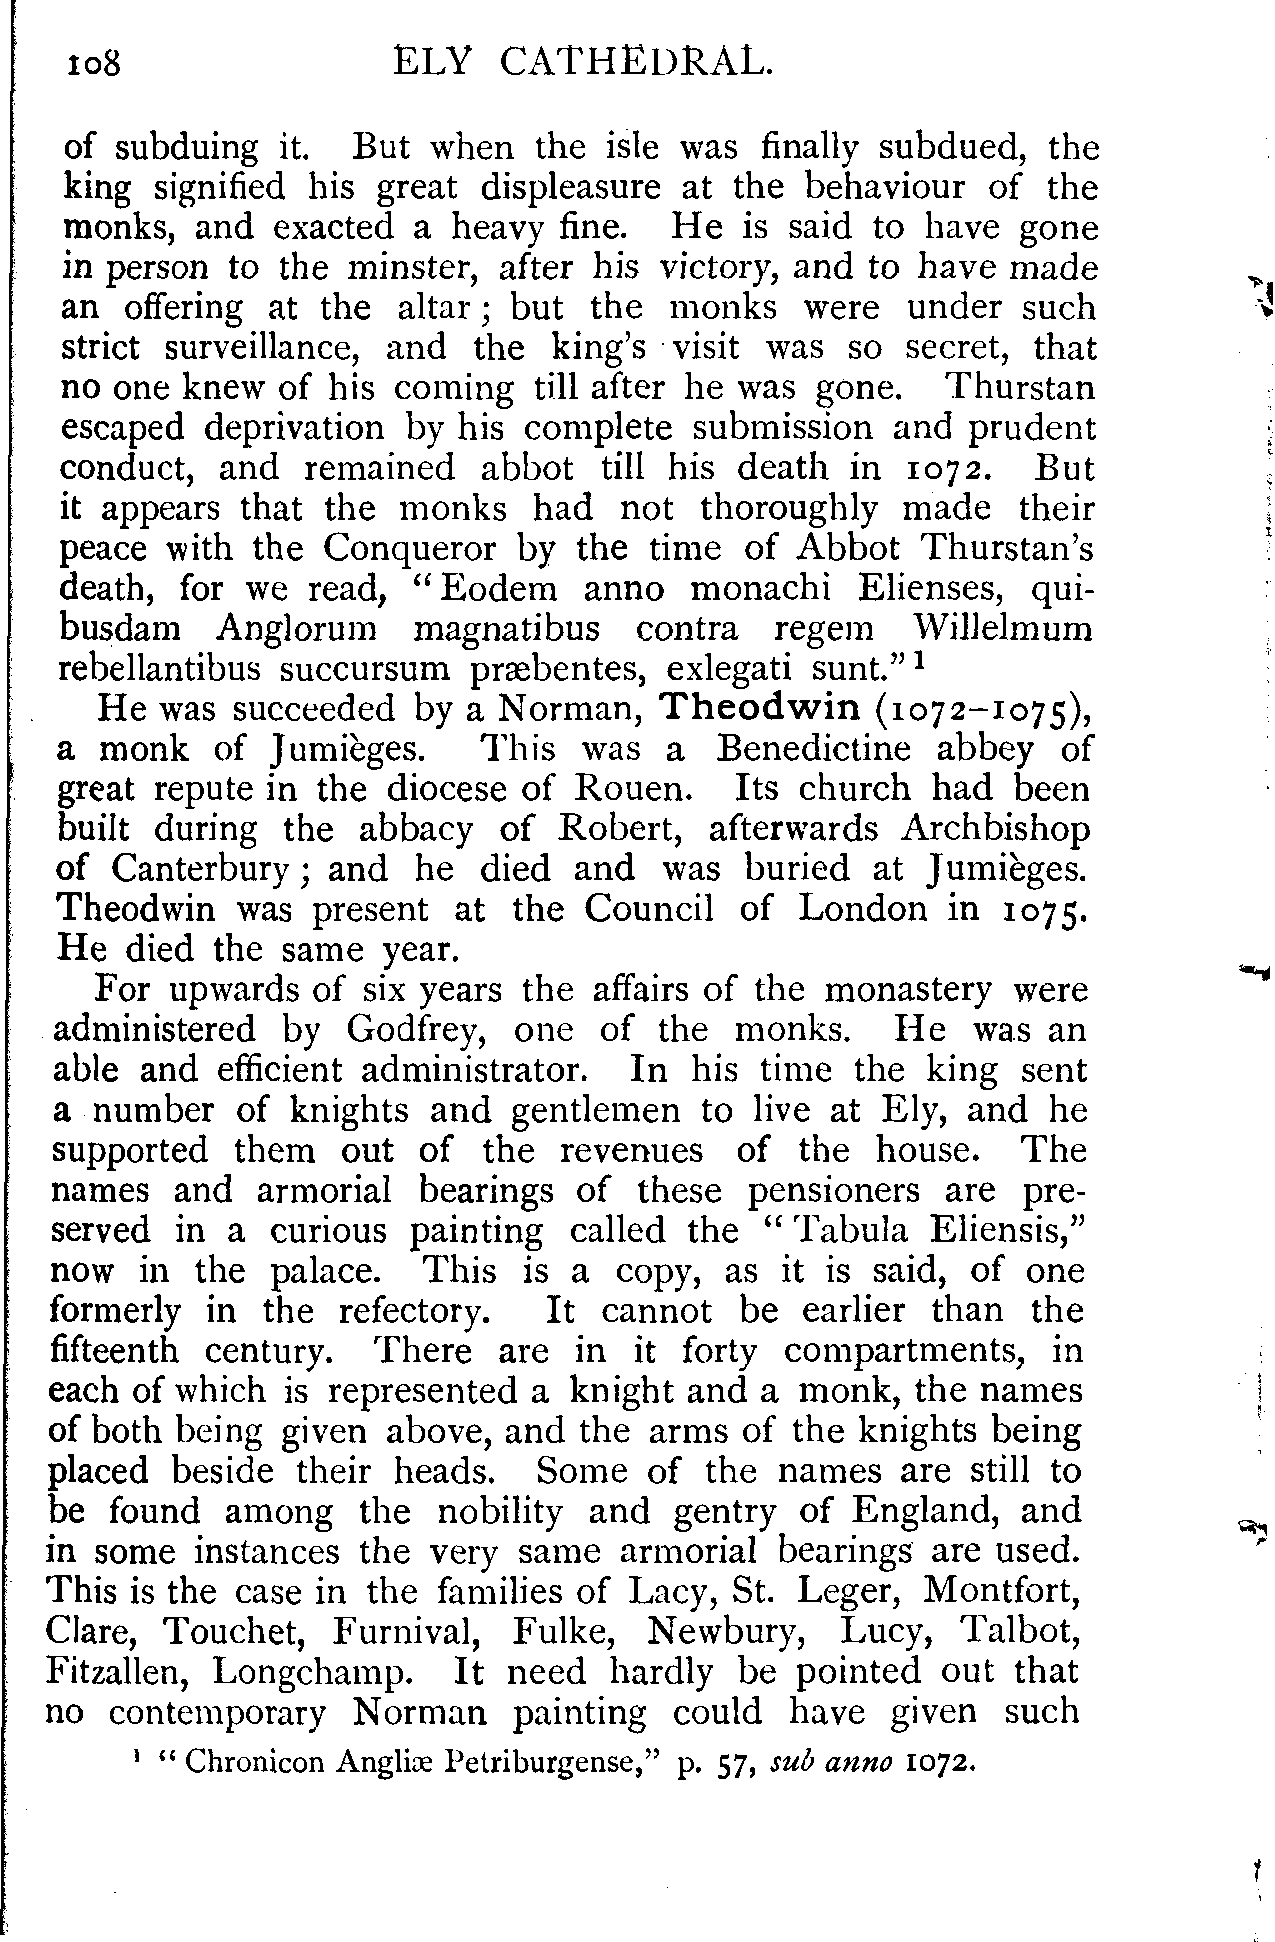 108 ELY CATHEDRAL.
of subduing it. But when the isle was finally subdued, the
king signified his great displeasure at the behaviour of the
monks, and exacted a heavy fine. He is said to have gone
in person to the minster, after his victory, and to have made
an offering at the altar; but the monks were under such
strict surveillance, and the king's visit was so secret, that
no one knew of his coming till after he was gone. Thurstan
escaped deprivation by his complete submission and prudent
conduct, and remained abbot till his death in 1072. But
it appears that the monks had not thoroughly made their
peace with the Conqueror by the time of Abbot Thurstan's
death, for we read, "Eodem anno monachi Elienses, qui-
busdam Anglorum magnatibus contra regem Willelmum
rebellantibus succursum præbentes, exlegati sunt." 1
He was succeeded by a Norman, Theodwin (1072–1075),
a monk of Jumièges. This was a Benedictine abbey of
great repute in the diocese of Rouen. Its church had been
built during the abbacy of Robert, afterwards Archbishop
of Canterbury; and he died and was buried at Jumièges.
Theodwin was present at the Council of London in 1075.
He died the same year.
For upwards of six years the affairs of the monastery were
administered by Godfrey, one of the monks. He was an
able and efficient administrator. In his time the king sent
a number of knights and gentlemen to live at Ely, and he
supported them out of the revenues of the house. The
names and armorial bearings of these pensioners are pre-
served in a curious painting called the "Tabula Eliensis,"
now in the palace. This is a copy, as it is said, of one
formerly in the refectory. It cannot be earlier than the
fifteenth century. There are in it forty compartments, in
each of which is represented a knight and a monk, the names
of both being given above, and the arms of the knights being
placed beside their heads. Some of the names are still to
be found among the nobility and gentry of England, and
in some instances the very same armorial bearings are used.
This is the case in the families of Lacy, St. Leger, Montfort,
Clare, Touchet, Furnival, Fulke, Newbury, Lucy, Talbot,
Fitzallen, Longchamp. It need hardly be pointed out that
no contemporary Norman painting could have given such
1 "Chronicon Angliæ Petriburgense," p. 57, sub anno 1072.